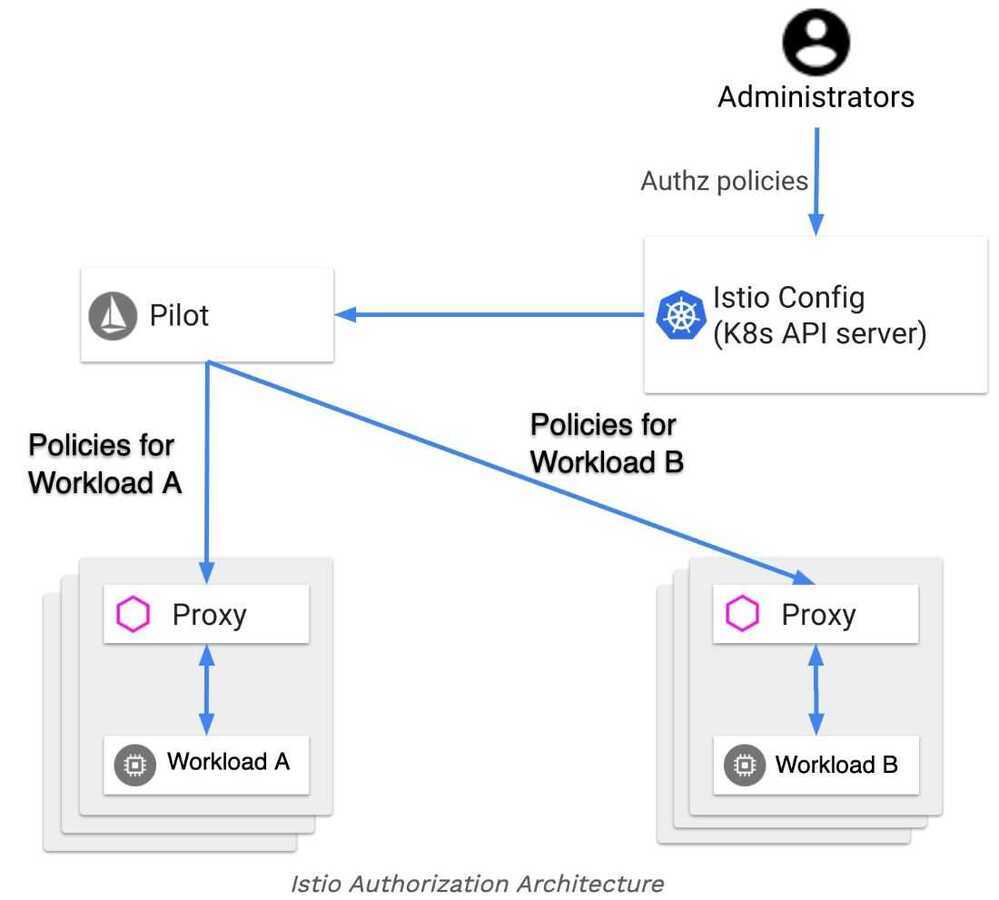 Administrators
Authz policies
Istio Config
(K8s API server)
Pilot
Policies for
Workload A
Policies for
Workload B
Proxy
Workload A
Proxy
Workload B
Istio Authorization Architecture